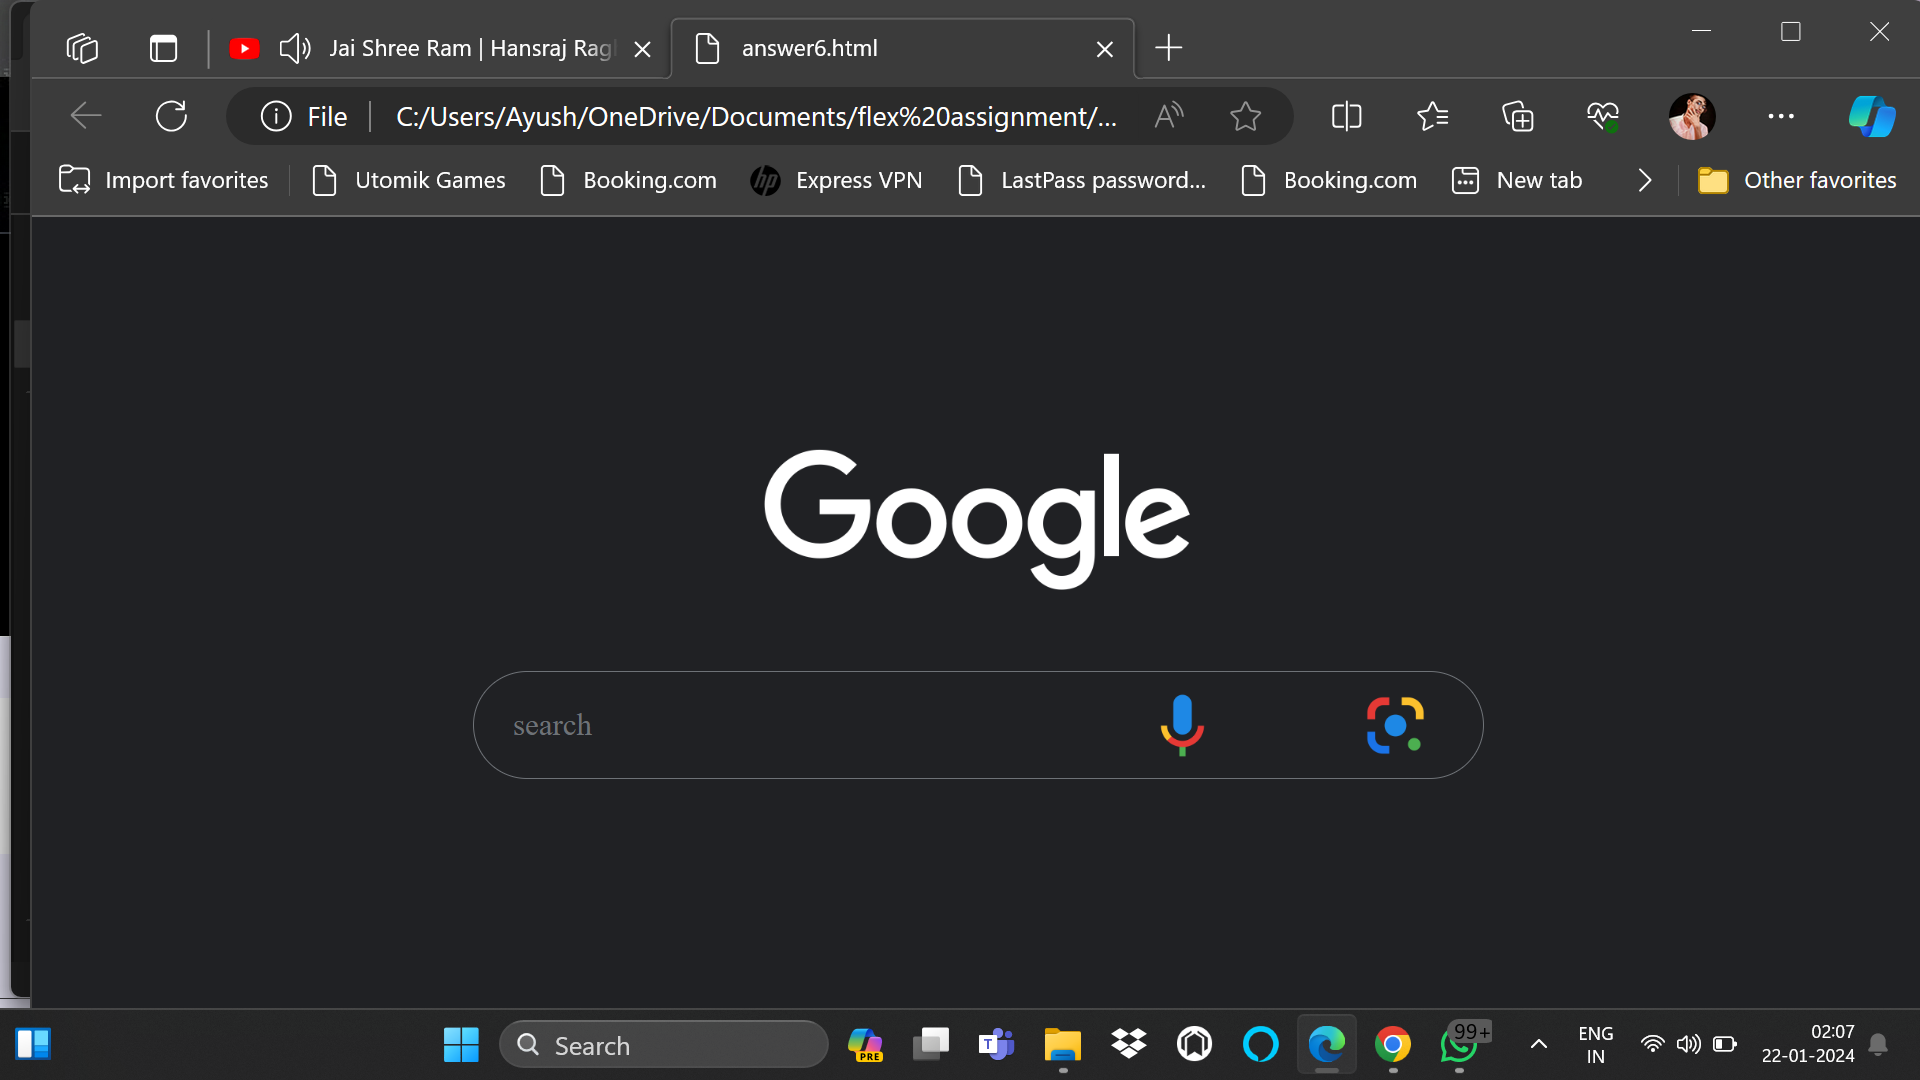 Jai Shree Ram | Hansraj Rag
answer6.html
File
C:/Users/Ayush/OneDrive/Documents/flex%20assignment/...
Import favorites
Utomik Games
Booking.com
hp
Express VPN
LastPass password...
Booking.com
New tab
Other favorites
Google
search
Search
PRE
T
99+
ENG
IN
02:07
22-01-2024